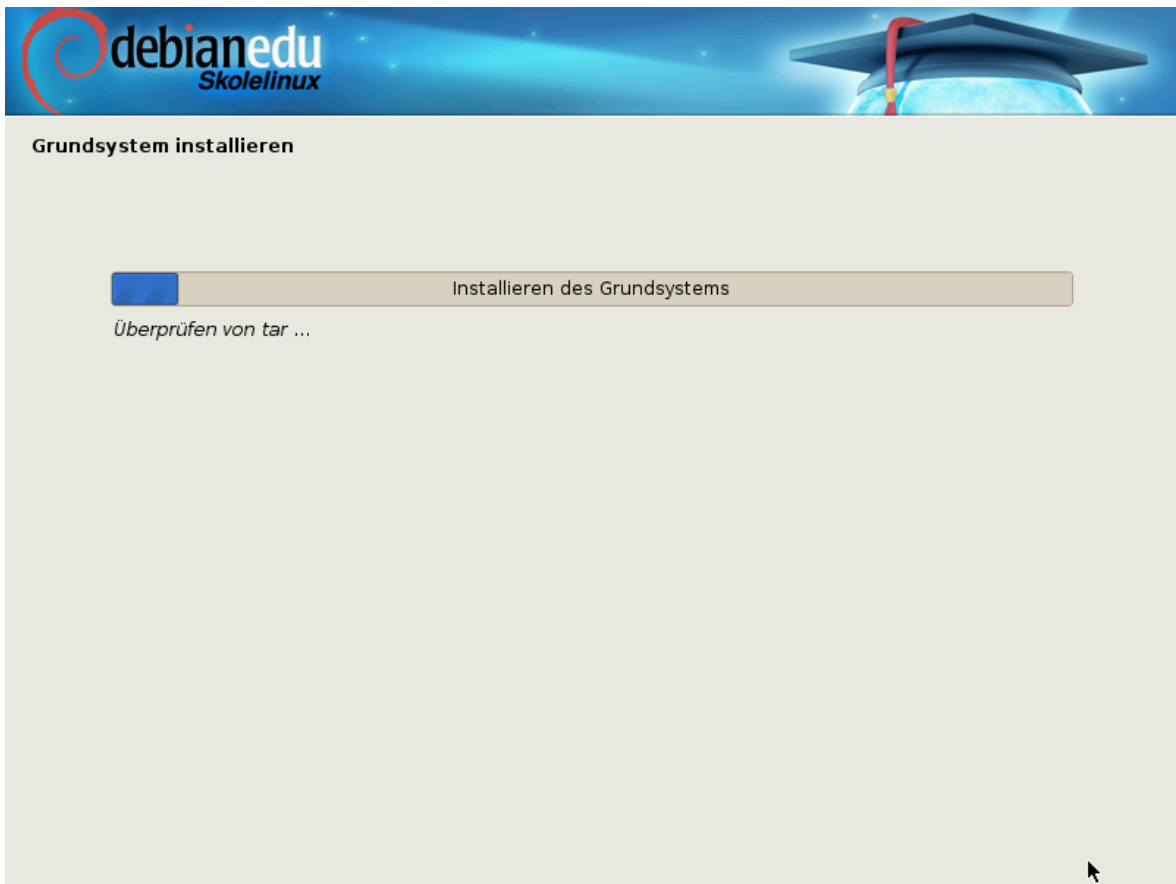 debianedu
Skolelinux
Grundsystem installieren
Installieren des Grundsystems
Überprüfen von tar ...